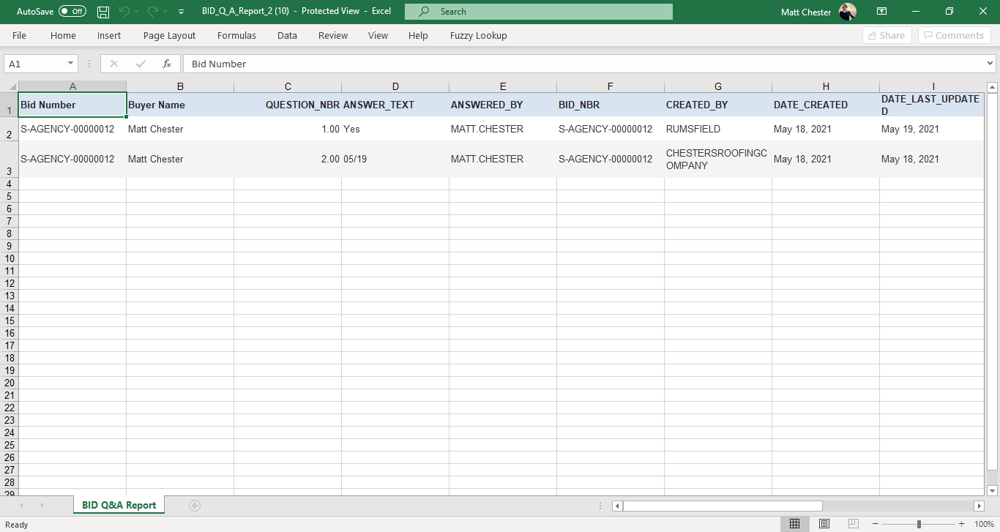 AutoSave Off BID_Q_A_Report_2 (10) - Protected View - Excel Search Matt Chester
File Home Insert Page Layout Formulas Data Review View Help Fuzzy Lookup Share Comments
A1 fx Bid Number
A B C D E F G H I
1 Bid Number Buyer Name QUESTION_NBR ANSWER_TEXT ANSWERED_BY BID_NBR CREATED_BY DATE_CREATED DATE_LAST_UPDATE
D
2 S-AGENCY-00000012 Matt Chester 1.00 Yes MATT.CHESTER S-AGENCY-00000012 RUMSFIELD May 18, 2021 May 19, 2021
3 S-AGENCY-00000012 Matt Chester 2.00 05/19 MATT.CHESTER S-AGENCY-00000012 CHESTERSROOFINGC May 18, 2021 May 18, 2021
OMPANY
4
5
6
7
8
9
10
11
12
13
14
15
16
17
18
19
20
21
22
23
24
25
26
27
28
29
BID Q&A Report
Ready 100%